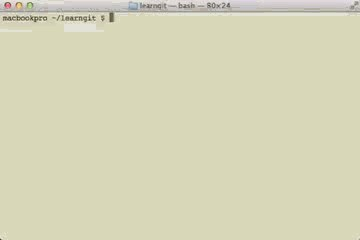 learngit — bash — 80×24
macbookpro ~/learngit $